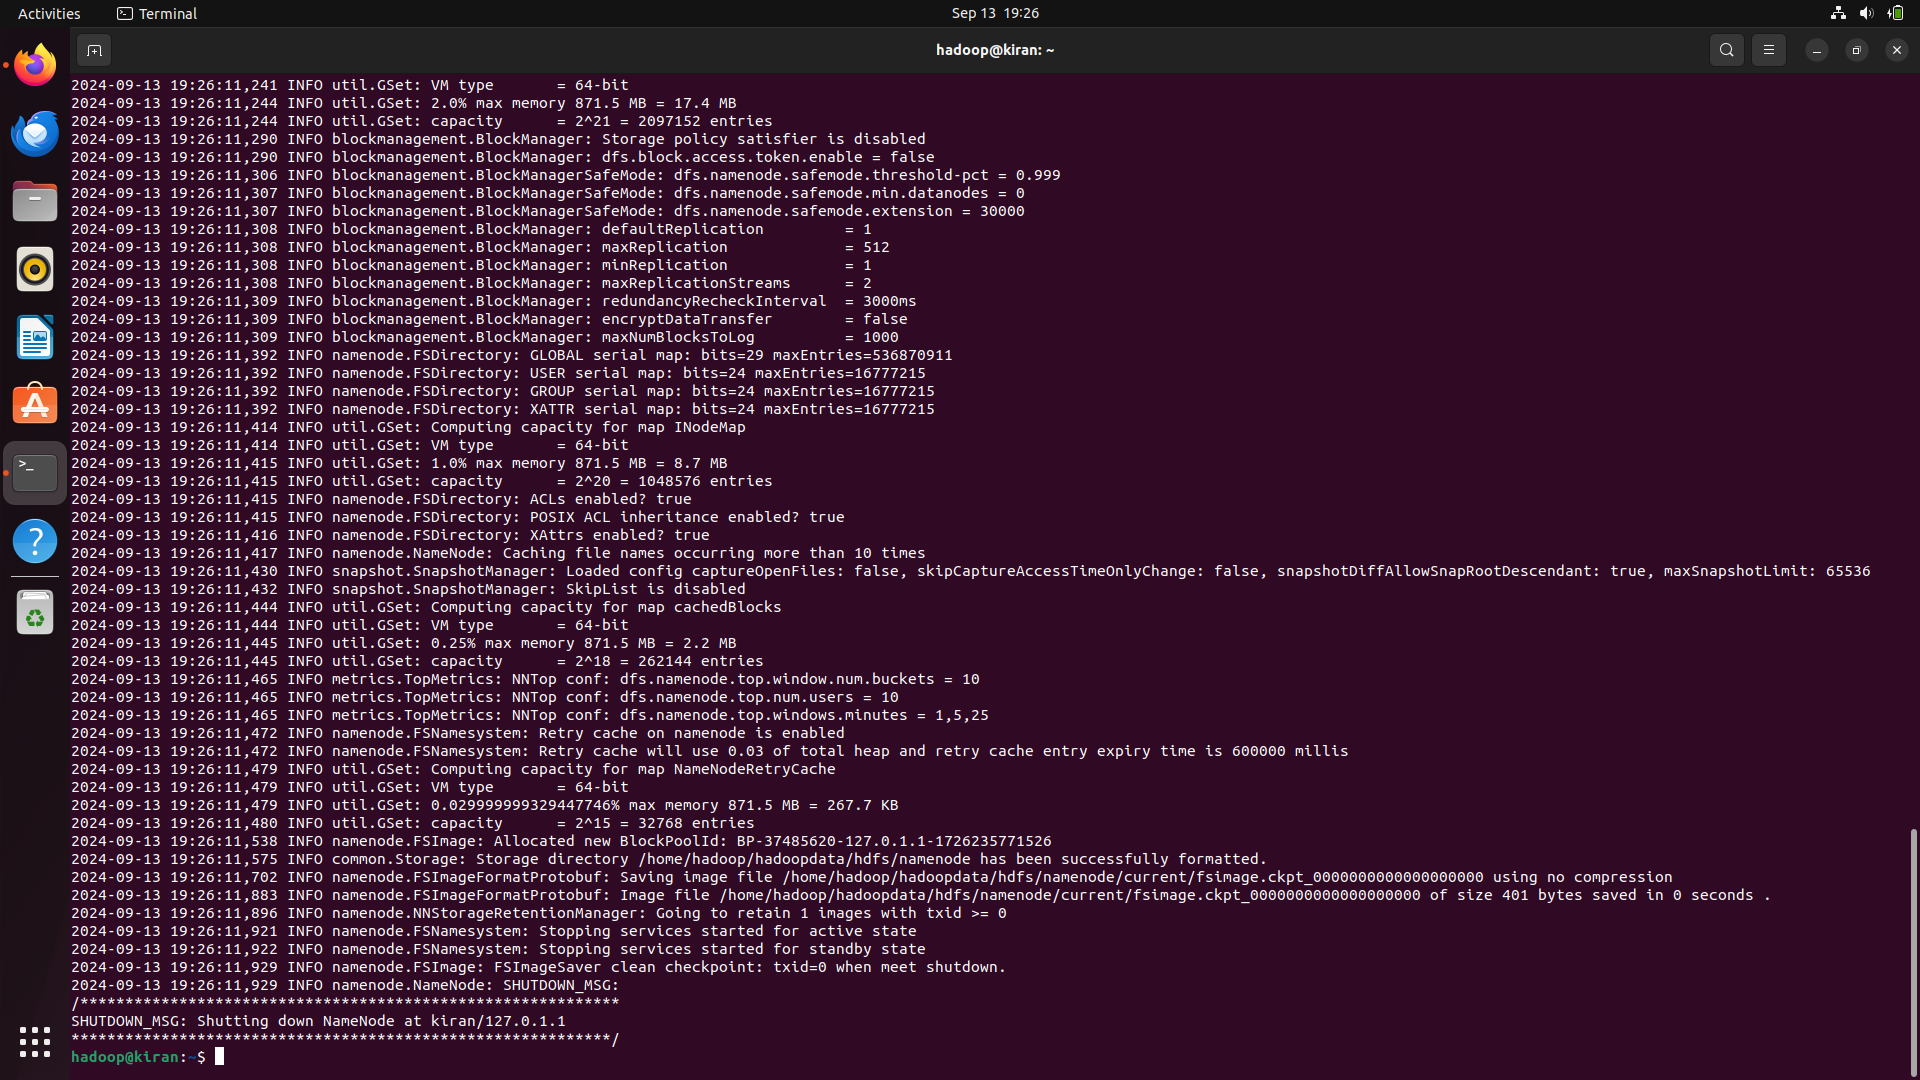 Activities
Terminal
Sep 13 19:26
hadoop@kiran: ~
2024-09-13 19:26:11,241 INFO util.GSet: VM type       = 64-bit
2024-09-13 19:26:11,244 INFO util.GSet: 2.0% max memory 871.5 MB = 17.4 MB
2024-09-13 19:26:11,244 INFO util.GSet: capacity      = 2^21 = 2097152 entries
2024-09-13 19:26:11,290 INFO blockmanagement.BlockManager: Storage policy satisfier is disabled
2024-09-13 19:26:11,290 INFO blockmanagement.BlockManager: dfs.block.access.token.enable = false
2024-09-13 19:26:11,306 INFO blockmanagement.BlockManagerSafeMode: dfs.namenode.safemode.threshold-pct = 0.999
2024-09-13 19:26:11,307 INFO blockmanagement.BlockManagerSafeMode: dfs.namenode.safemode.min.datanodes = 0
2024-09-13 19:26:11,307 INFO blockmanagement.BlockManagerSafeMode: dfs.namenode.safemode.extension = 30000
2024-09-13 19:26:11,308 INFO blockmanagement.BlockManager: defaultReplication         = 1
2024-09-13 19:26:11,308 INFO blockmanagement.BlockManager: maxReplication             = 512
2024-09-13 19:26:11,308 INFO blockmanagement.BlockManager: minReplication             = 1
2024-09-13 19:26:11,308 INFO blockmanagement.BlockManager: maxReplicationStreams      = 2
2024-09-13 19:26:11,309 INFO blockmanagement.BlockManager: redundancyRecheckInterval  = 3000ms
2024-09-13 19:26:11,309 INFO blockmanagement.BlockManager: encryptDataTransfer        = false
2024-09-13 19:26:11,309 INFO blockmanagement.BlockManager: maxNumBlocksToLog          = 1000
2024-09-13 19:26:11,392 INFO namenode.FSDirectory: GLOBAL serial map: bits=29 maxEntries=536870911
2024-09-13 19:26:11,392 INFO namenode.FSDirectory: USER serial map: bits=24 maxEntries=16777215
2024-09-13 19:26:11,392 INFO namenode.FSDirectory: GROUP serial map: bits=24 maxEntries=16777215
2024-09-13 19:26:11,392 INFO namenode.FSDirectory: XATTR serial map: bits=24 maxEntries=16777215
2024-09-13 19:26:11,414 INFO util.GSet: Computing capacity for map INodeMap
2024-09-13 19:26:11,414 INFO util.GSet: VM type       = 64-bit
2024-09-13 19:26:11,415 INFO util.GSet: 1.0% max memory 871.5 MB = 8.7 MB
2024-09-13 19:26:11,415 INFO util.GSet: capacity      = 2^20 = 1048576 entries
2024-09-13 19:26:11,415 INFO namenode.FSDirectory: ACLs enabled? true
2024-09-13 19:26:11,415 INFO namenode.FSDirectory: POSIX ACL inheritance enabled? true
2024-09-13 19:26:11,416 INFO namenode.FSDirectory: XAttrs enabled? true
2024-09-13 19:26:11,417 INFO namenode.NameNode: Caching file names occurring more than 10 times
2024-09-13 19:26:11,430 INFO snapshot.SnapshotManager: Loaded config captureOpenFiles: false, skipCaptureAccessTimeOnlyChange: false, snapshotDiffAllowSnapRootDescendant: true, maxSnapshotLimit: 65536
2024-09-13 19:26:11,432 INFO snapshot.SnapshotManager: SkipList is disabled
2024-09-13 19:26:11,444 INFO util.GSet: Computing capacity for map cachedBlocks
2024-09-13 19:26:11,444 INFO util.GSet: VM type       = 64-bit
2024-09-13 19:26:11,445 INFO util.GSet: 0.25% max memory 871.5 MB = 2.2 MB
2024-09-13 19:26:11,445 INFO util.GSet: capacity      = 2^18 = 262144 entries
2024-09-13 19:26:11,465 INFO metrics.TopMetrics: NNTop conf: dfs.namenode.top.window.num.buckets = 10
2024-09-13 19:26:11,465 INFO metrics.TopMetrics: NNTop conf: dfs.namenode.top.num.users = 10
2024-09-13 19:26:11,465 INFO metrics.TopMetrics: NNTop conf: dfs.namenode.top.windows.minutes = 1,5,25
2024-09-13 19:26:11,472 INFO namenode.FSNamesystem: Retry cache on namenode is enabled
2024-09-13 19:26:11,472 INFO namenode.FSNamesystem: Retry cache will use 0.03 of total heap and retry cache entry expiry time is 600000 millis
2024-09-13 19:26:11,479 INFO util.GSet: Computing capacity for map NameNodeRetryCache
2024-09-13 19:26:11,479 INFO util.GSet: VM type       = 64-bit
2024-09-13 19:26:11,479 INFO util.GSet: 0.029999999329447746% max memory 871.5 MB = 267.7 KB
2024-09-13 19:26:11,480 INFO util.GSet: capacity      = 2^15 = 32768 entries
2024-09-13 19:26:11,538 INFO namenode.FSImage: Allocated new BlockPoolId: BP-37485620-127.0.1.1-1726235771526
2024-09-13 19:26:11,575 INFO common.Storage: Storage directory /home/hadoop/hadoopdata/hdfs/namenode has been successfully formatted.
2024-09-13 19:26:11,702 INFO namenode.FSImageFormatProtobuf: Saving image file /home/hadoop/hadoopdata/hdfs/namenode/current/fsimage.ckpt_0000000000000000000 using no compression
2024-09-13 19:26:11,883 INFO namenode.FSImageFormatProtobuf: Image file /home/hadoop/hadoopdata/hdfs/namenode/current/fsimage.ckpt_0000000000000000000 of size 401 bytes saved in 0 seconds .
2024-09-13 19:26:11,896 INFO namenode.NNStorageRetentionManager: Going to retain 1 images with txid >= 0
2024-09-13 19:26:11,921 INFO namenode.FSNamesystem: Stopping services started for active state
2024-09-13 19:26:11,922 INFO namenode.FSNamesystem: Stopping services started for standby state
2024-09-13 19:26:11,929 INFO namenode.FSImage: FSImageSaver clean checkpoint: txid=0 when meet shutdown.
2024-09-13 19:26:11,929 INFO namenode.NameNode: SHUTDOWN_MSG:
/************************************************************
SHUTDOWN_MSG: Shutting down NameNode at kiran/127.0.1.1
************************************************************/
hadoop@kiran:~$